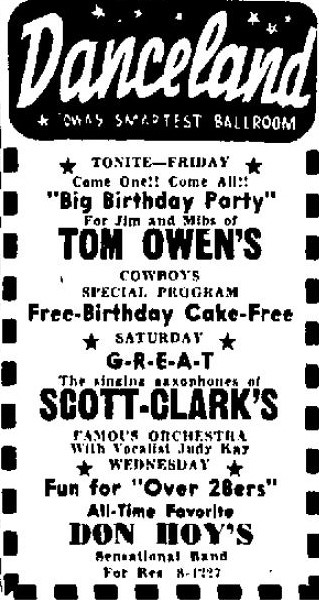 Danceland
IOWAS SMARTEST BALLROOM
TONITE—FRIDAY
Come One!! Come All!!
"Big Birthday Party"
For Jim and Mibs of
TOM OWEN'S
COWBOYS
SPECIAL PROGRAM
Free-Birthday Cake-Free
SATURDAY
G-R-E-A-T
The singing saxophones of
SCOTT-CLARK'S
FAMOUS ORCHESTRA
With Vocalist Judy Kay
WEDNESDAY
Fun for "Over 28ers"
All-Time Favorite
DON HOY'S
Sensational Band
For Res 8-1727